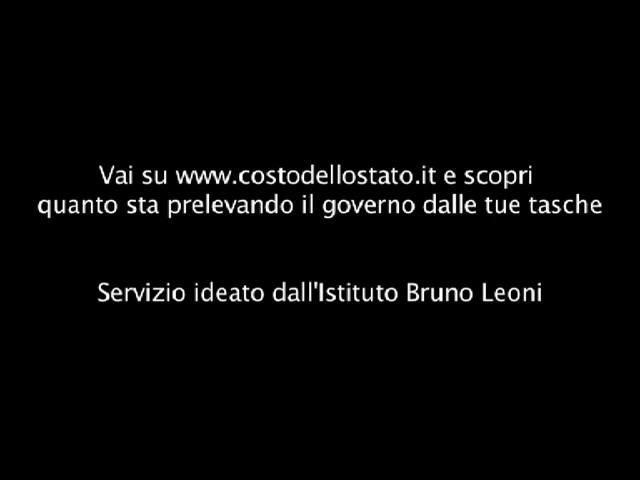 Vai su www.costodellostato.it e scopri
quanto sta prelevando il governo dalle tue tasche
Servizio ideato dall'Istituto Bruno Leoni